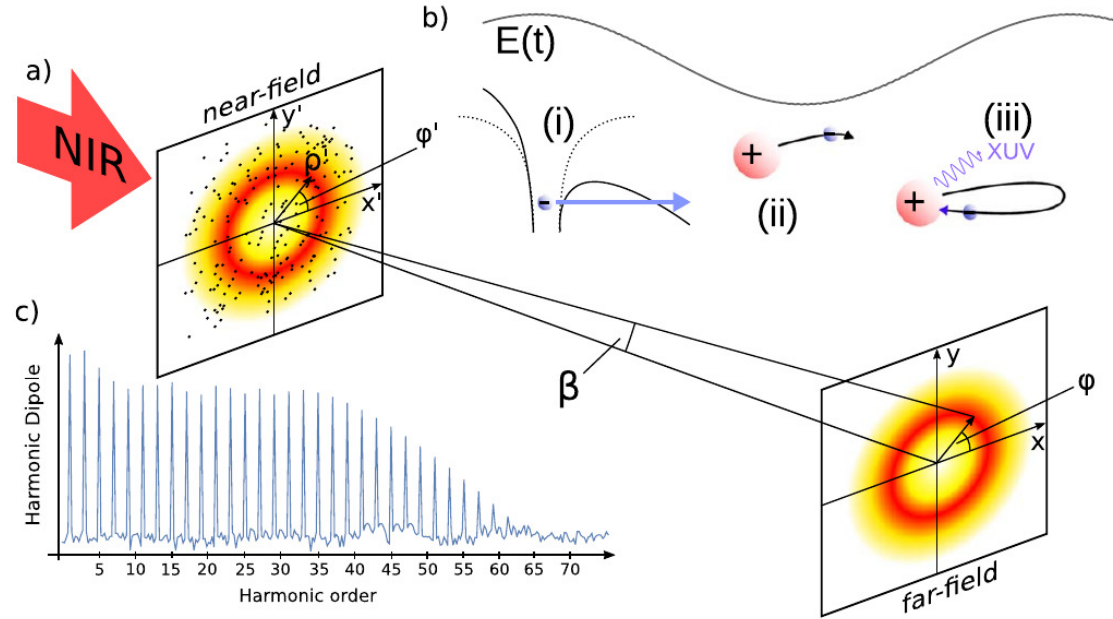 a)
NIR
near-field
y'
ρ'
φ'
x'
b)
E(t)
(i)
-
+
-
(ii)
(iii)
XUV
+
-
β
c)
Harmonic Dipole
5 10 15 20 25 30 35 40 45 50 55 60 65 70
Harmonic order
y
φ
x
far-field